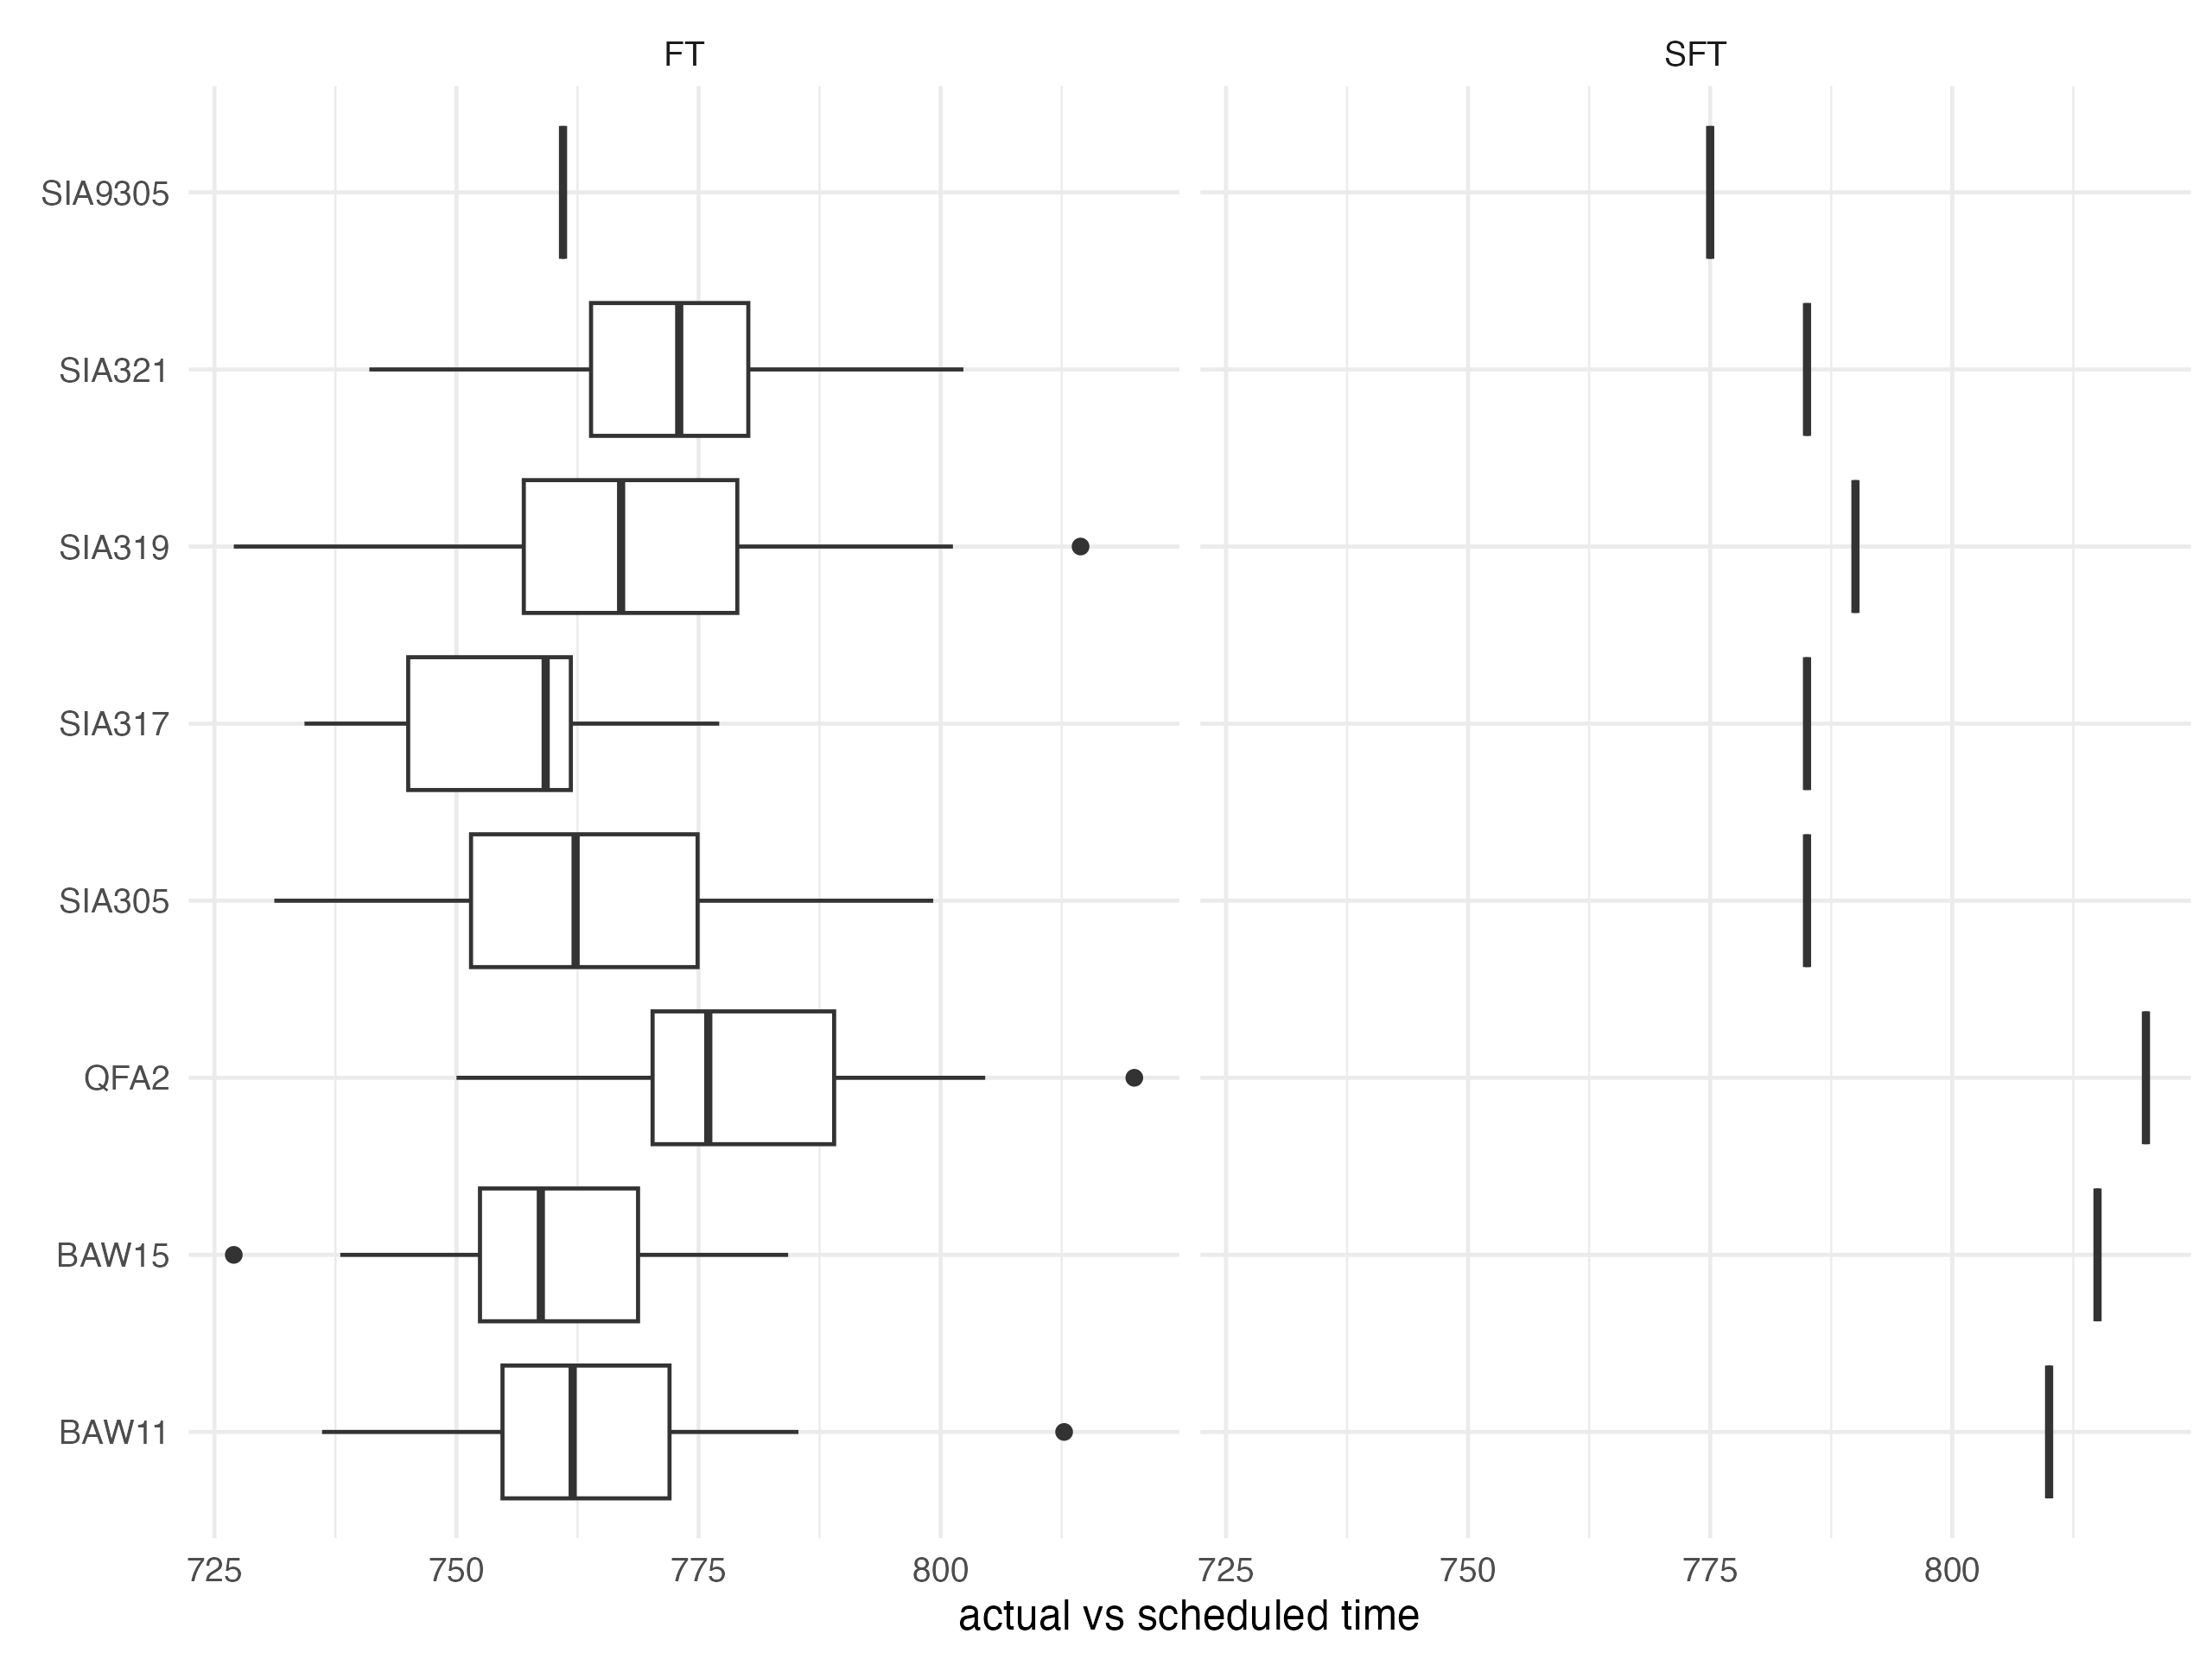 FT SFT
SIA9305
SIA321
SIA319
SIA317
SIA305
QFA2
BAW15
BAW11
725 750 775 800 725 750 775 800
actual vs scheduled time